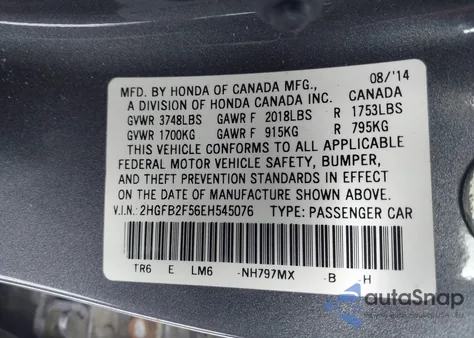 MFD. BY HONDA OF CANADA MFG., 08/'14
A DIVISION OF HONDA CANADA INC. CANADA
GVWR 3748LBS GAWR F 2018LBS R 1753LBS
GVWR 1700KG GAWR F 915KG R 795KG
THIS VEHICLE CONFORMS TO ALL APPLICABLE
FEDERAL MOTOR VEHICLE SAFETY, BUMPER,
AND THEFT PREVENTION STANDARDS IN EFFECT
ON THE DATE OF MANUFACTURE SHOWN ABOVE.
V.I.N.: 2HGFB2F56EH545076 TYPE: PASSENGER CAR
TR6 E LM6 -NH797MX -B -H
autoSnap